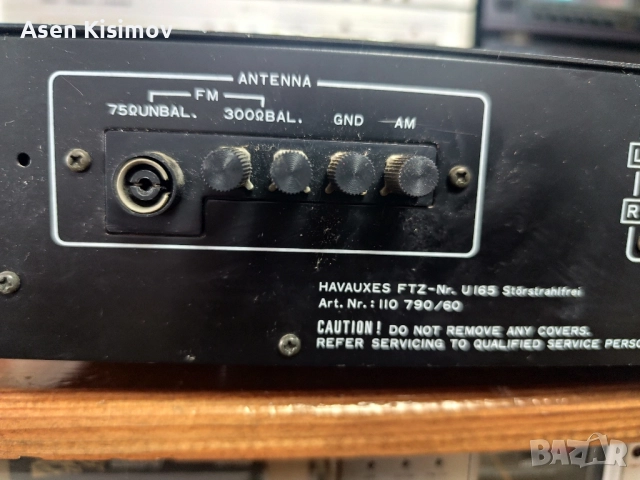 Asen Kisimov
ANTENNA
FM
75ΩUNBAL. 300ΩBAL. GND AM
L
R
HAVAUXES FTZ-Nr. U165 Störstrahlfrei
Art. Nr.: 110 790/60
CAUTION! DO NOT REMOVE ANY COVERS.
REFER SERVICING TO QUALIFIED SERVICE PERSO
bazar